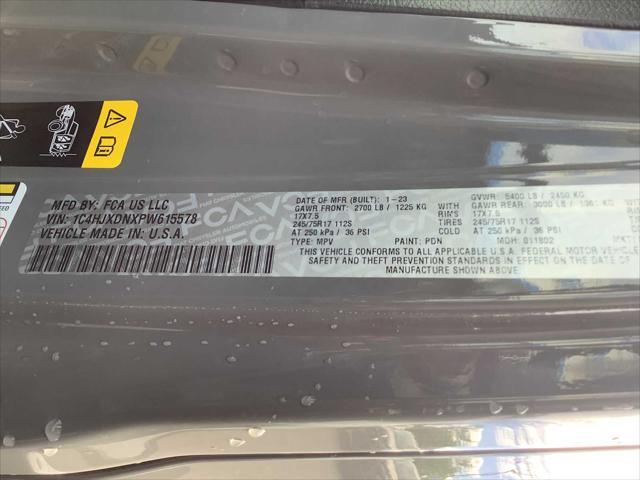 MFD BY: FCA US LLC
VIN: 1C4HJXDNXPW615578
VEHICLE MADE IN U.S.A.
DATE OF MFR (BUILT): 1-23
GAWR FRONT: 2700 LB / 1225 KG
17X7.5
245/75R17 112S
AT 250 kPa / 36 PSI
TYPE: MPV
PAINT: PDN
GVWR: 5400 LB / 2450 KG
GAWR REAR: 3000 LB
RIMS: 17X7.5
TIRES: 245/75R17 112S
COLD AT 250 kPa / 36 PSI
MDH: 011802
THIS VEHICLE CONFORMS TO ALL APPLICABLE U.S.A. FEDERAL MOTOR VEHICLE
SAFETY AND THEFT PREVENTION STANDARDS IN EFFECT ON THE DATE OF
MANUFACTURE SHOWN ABOVE.